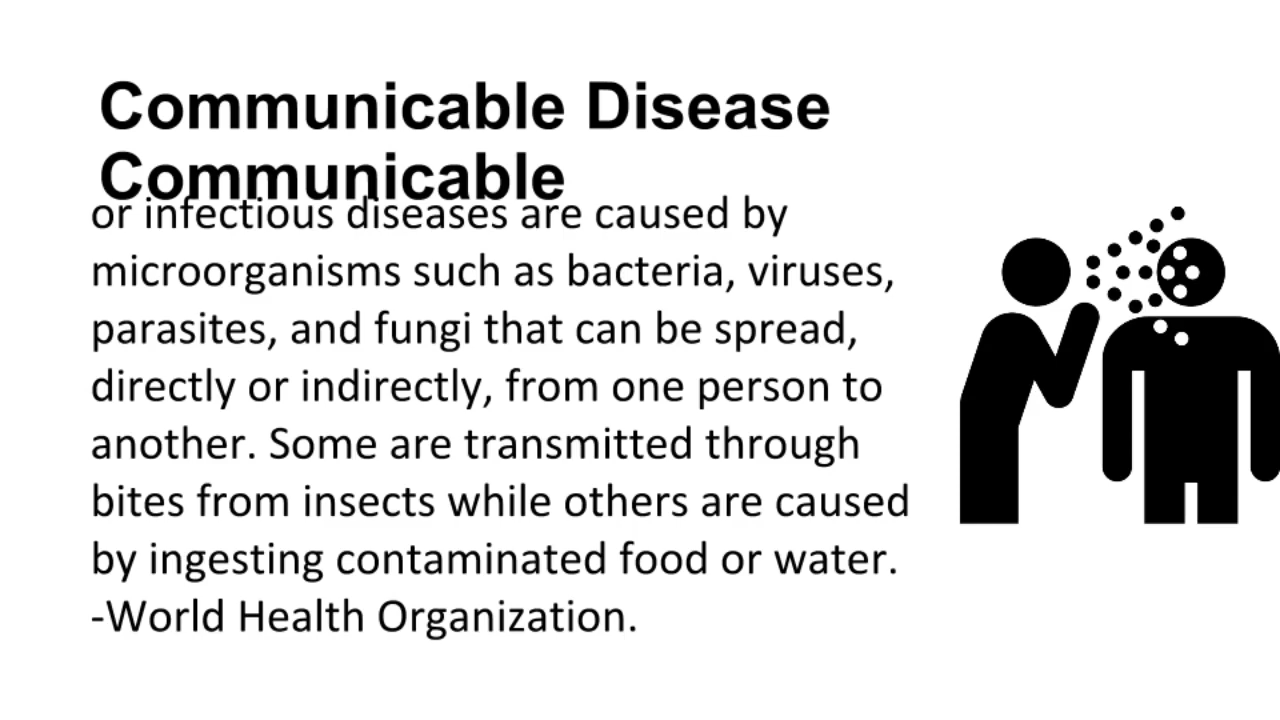 Communicable Disease
Communicable
or infectious diseases are caused by
microorganisms such as bacteria, viruses,
parasites, and fungi that can be spread,
directly or indirectly, from one person to
another. Some are transmitted through
bites from insects while others are caused
by ingesting contaminated food or water.
-World Health Organization.